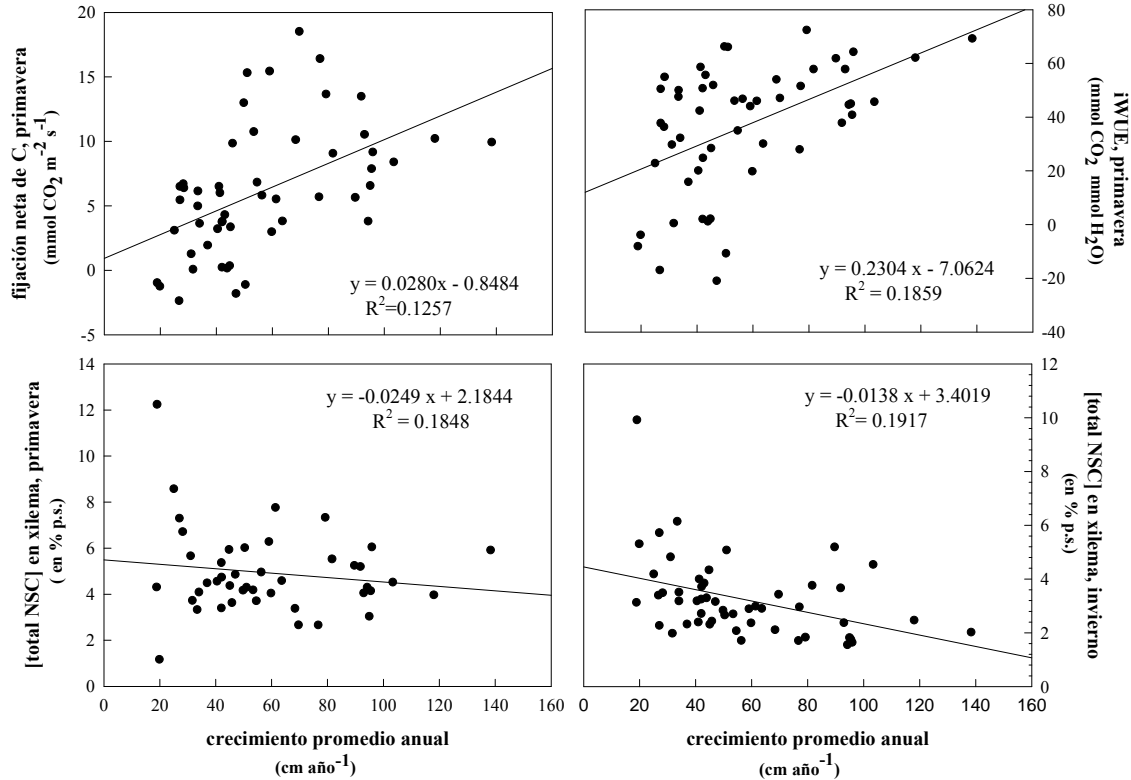 fijación neta de C, primavera
(mmol CO2 m-2 s-1)
20
15
10
5
0
-5
y = 0.0280x - 0.8484
R2=0.1257
80
60
40
20
0
-20
-40
iWUE, primavera
(mmol CO2 mmol H2O)
y = 0.2304 x - 7.0624
R2 = 0.1859
[total NSC] en xilema, primavera
( en % p.s.)
14
12
10
8
6
4
2
0
y = -0.0249 x + 2.1844
R2 = 0.1848
0 20 40 60 80 100 120 140 160
crecimiento promedio anual
(cm año-1)
12
10
8
6
4
2
0
[total NSC] en xilema, invierno
(en % p.s.)
y = -0.0138 x + 3.4019
R2= 0.1917
0 20 40 60 80 100 120 140 160
crecimiento promedio anual
(cm año-1)